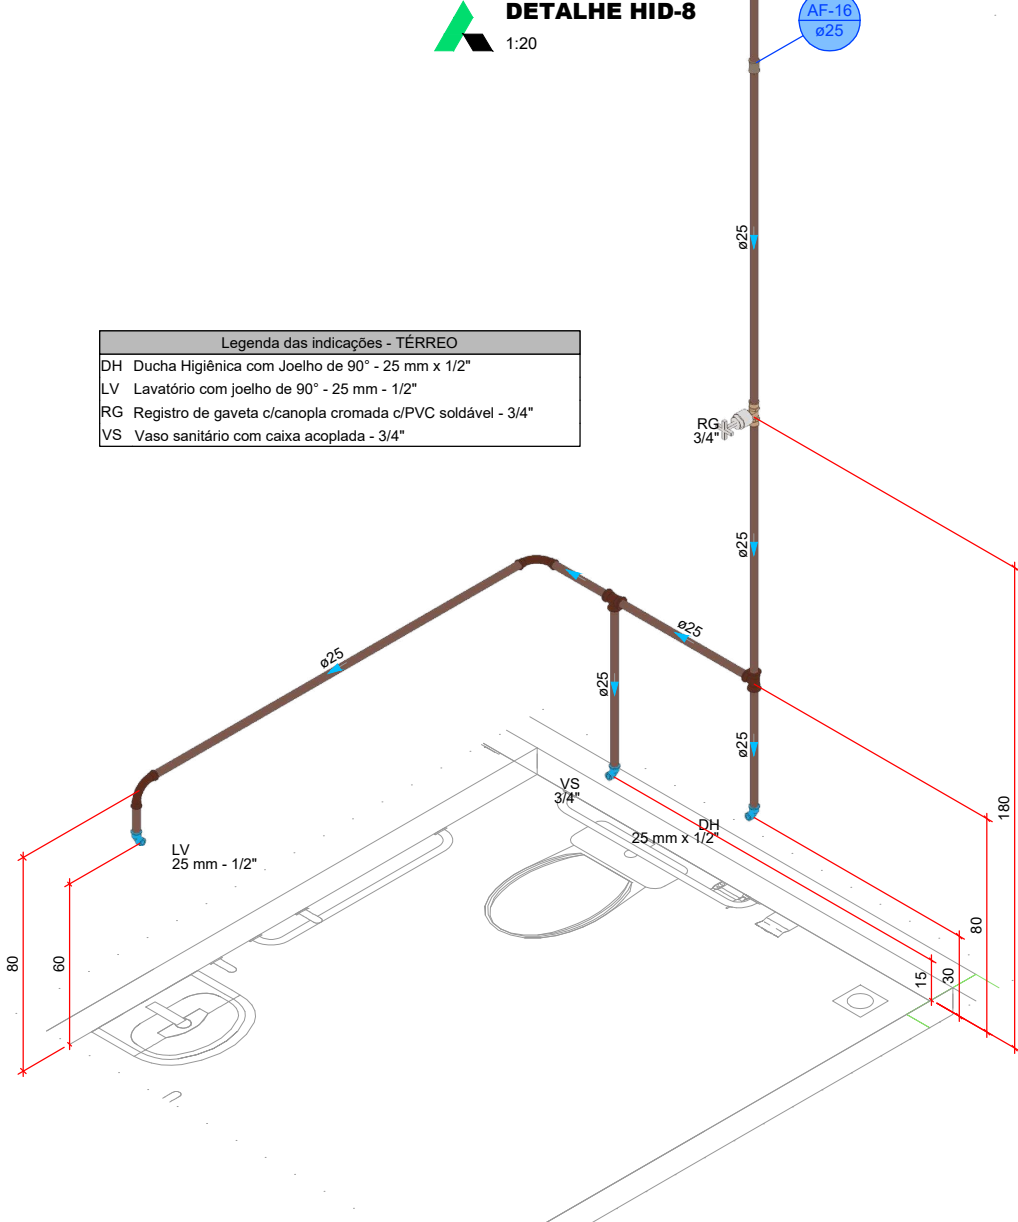 DETALHE HID-8
1:20
AF-16
ø25
ø25
Legenda das indicações - TÉRREO
DH Ducha Higiênica com Joelho de 90° - 25 mm x 1/2"
LV Lavatório com joelho de 90° - 25 mm - 1/2"
RG Registro de gaveta c/canopla cromada c/PVC soldável - 3/4"
VS Vaso sanitário com caixa acoplada - 3/4"
RG
3/4"
ø25
ø25
ø25
ø25
ø25
VS
3/4"
DH
25 mm x 1/2"
LV
25 mm - 1/2"
180
80
30
15
80
60